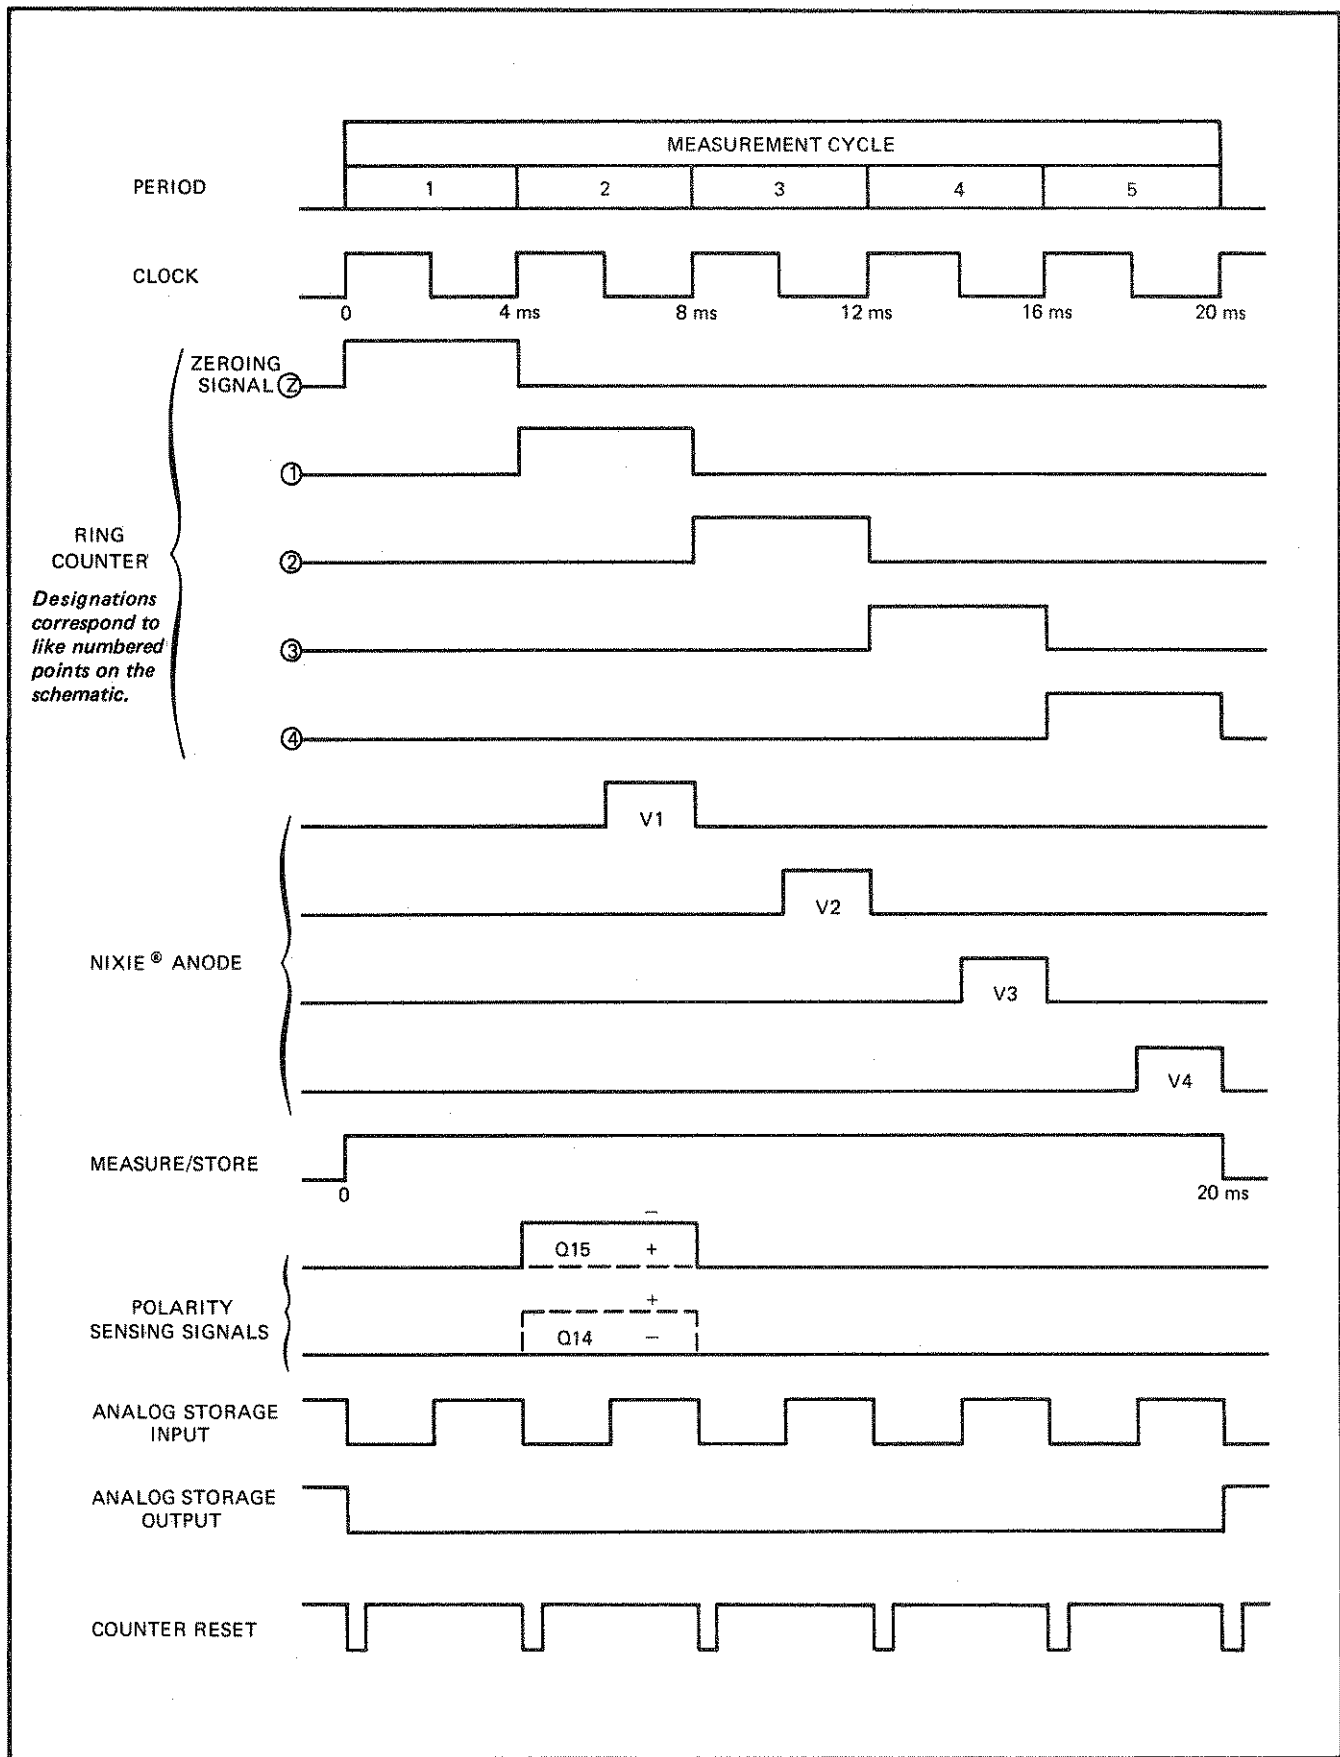 MEASUREMENT CYCLE
PERIOD
1 2 3 4 5
CLOCK
0 4 ms 8 ms 12 ms 16 ms 20 ms
ZEROING
SIGNAL Z
1
RING
COUNTER
2
Designations
correspond to
like numbered
points on the
schematic.
3
4
V1
V2
NIXIE ® ANODE
V3
V4
MEASURE/STORE
0 20 ms
−
Q15 +
POLARITY
SENSING SIGNALS
+
Q14 −
ANALOG STORAGE
INPUT
ANALOG STORAGE
OUTPUT
COUNTER RESET